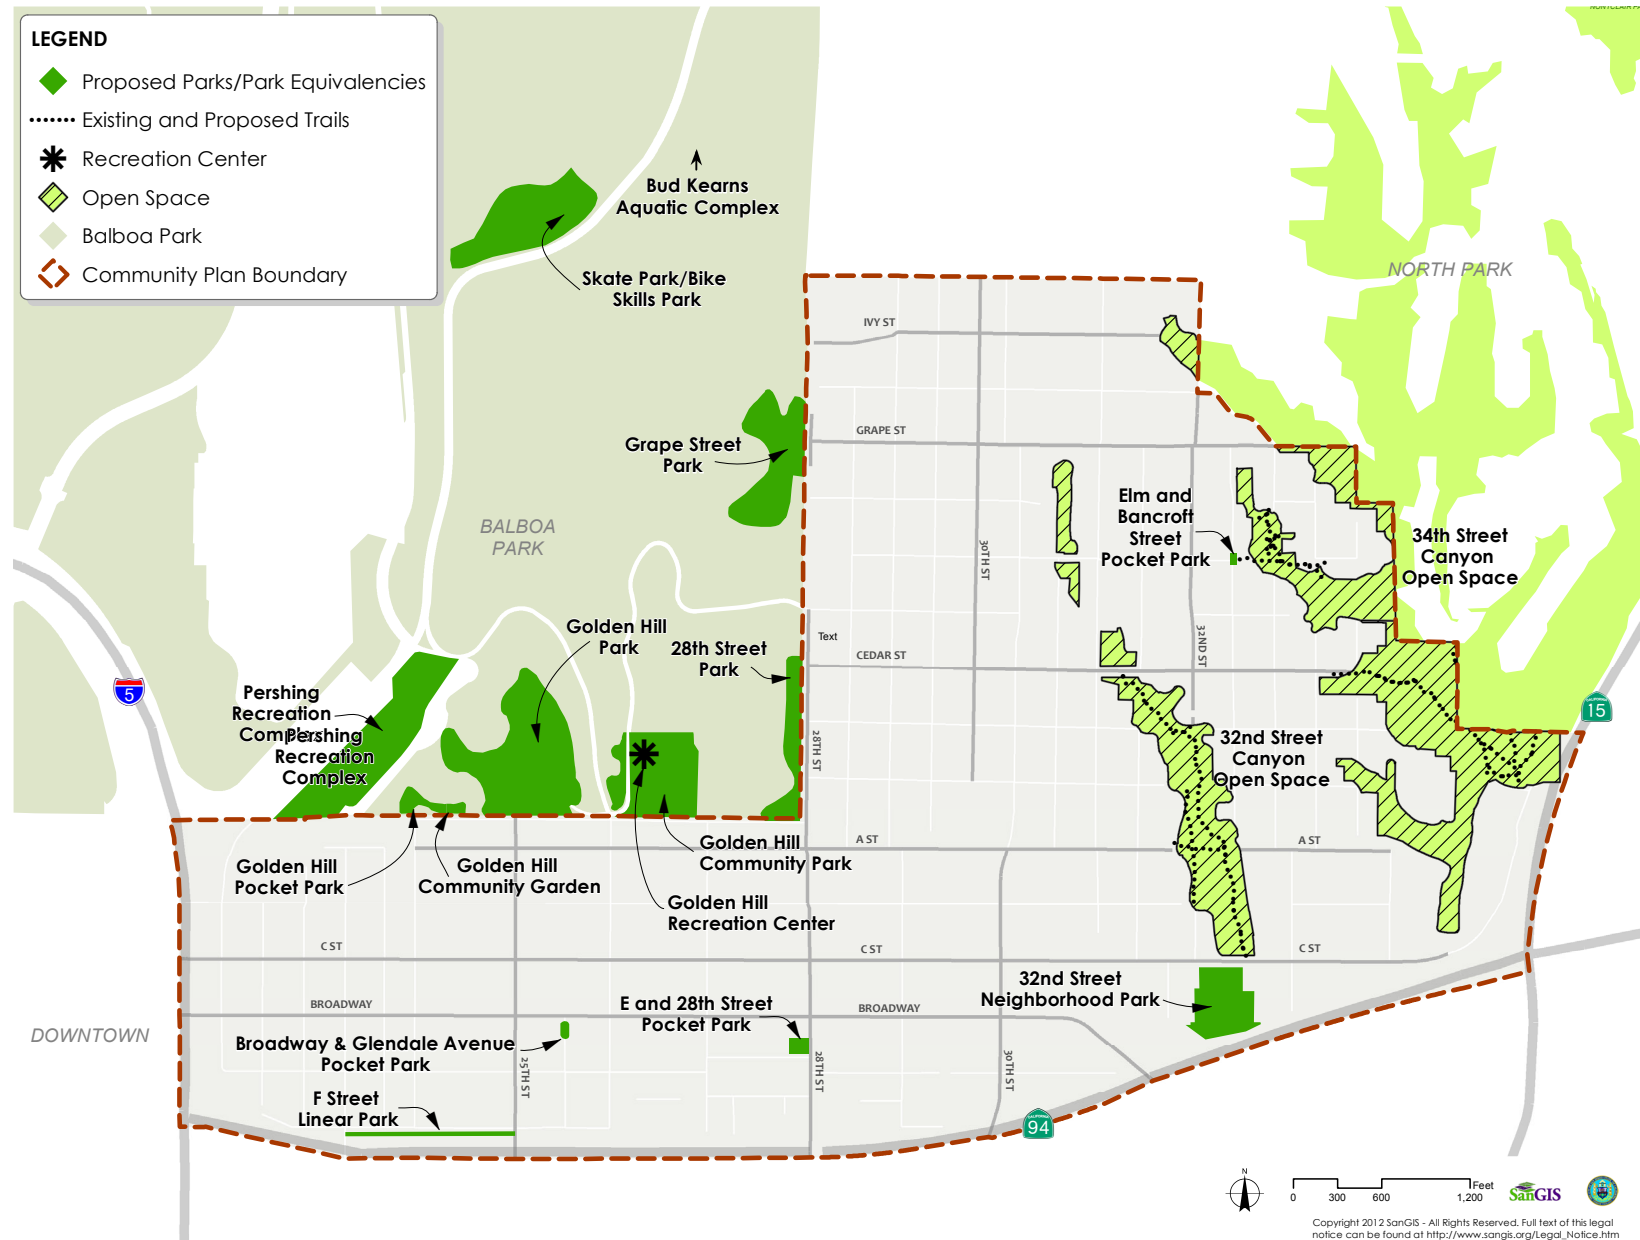 LEGEND
Proposed Parks/Park Equivalencies
Existing and Proposed Trails
Recreation Center
Open Space
Balboa Park
Community Plan Boundary
Bud Kearns
Aquatic Complex
Skate Park/Bike
Skills Park
NORTH PARK
IVY ST
GRAPE ST
Grape Street
Park
BALBOA
PARK
30TH ST
Elm and
Bancroft
Street
Pocket Park
34th Street
Canyon
Open Space
Golden Hill
Park
28th Street
Park
Text
CEDAR ST
32ND ST
5
15
Pershing
Recreation
Complex
Pershing
Recreation
Complex
28TH ST
32nd Street
Canyon
Open Space
Golden Hill
Pocket Park
Golden Hill
Community Garden
Golden Hill
Community Park
A ST
A ST
Golden Hill
Recreation Center
C ST
C ST
C ST
32nd Street
Neighborhood Park
BROADWAY
BROADWAY
E and 28th Street
Pocket Park
DOWNTOWN
Broadway & Glendale Avenue
Pocket Park
25TH ST
28TH ST
30TH ST
F Street
Linear Park
CALIFORNIA
94
N
0 300 600 1,200
Feet
SanGIS
Copyright 2012 SanGIS - All Rights Reserved. Full text of this legal
notice can be found at http://www.sangis.org/Legal_Notice.htm